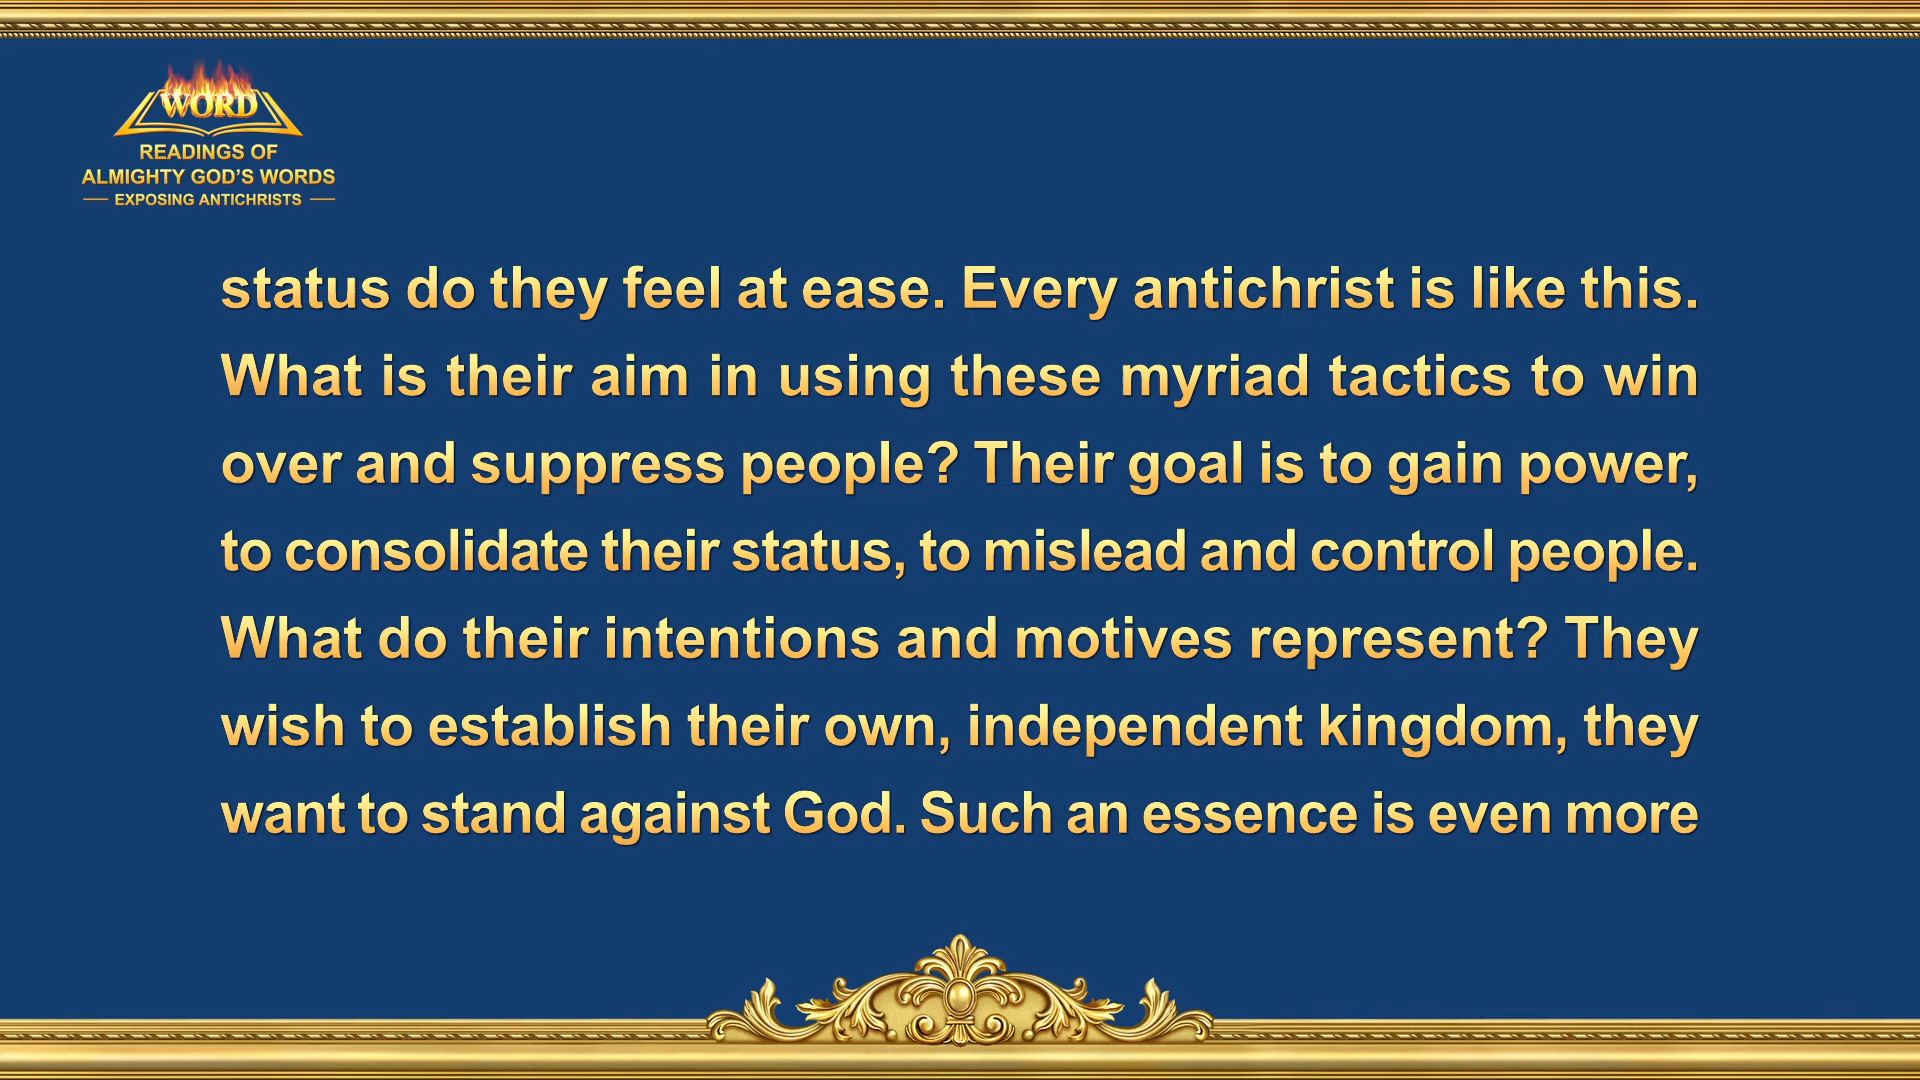 WORD
READINGS OF
ALMIGHTY GOD'S WORDS
EXPOSING ANTICHRISTS
status do they feel at ease. Every antichrist is like this.
What is their aim in using these myriad tactics to win
over and suppress people? Their goal is to gain power,
to consolidate their status, to mislead and control people.
What do their intentions and motives represent? They
wish to establish their own, independent kingdom, they
want to stand against God. Such an essence is even more